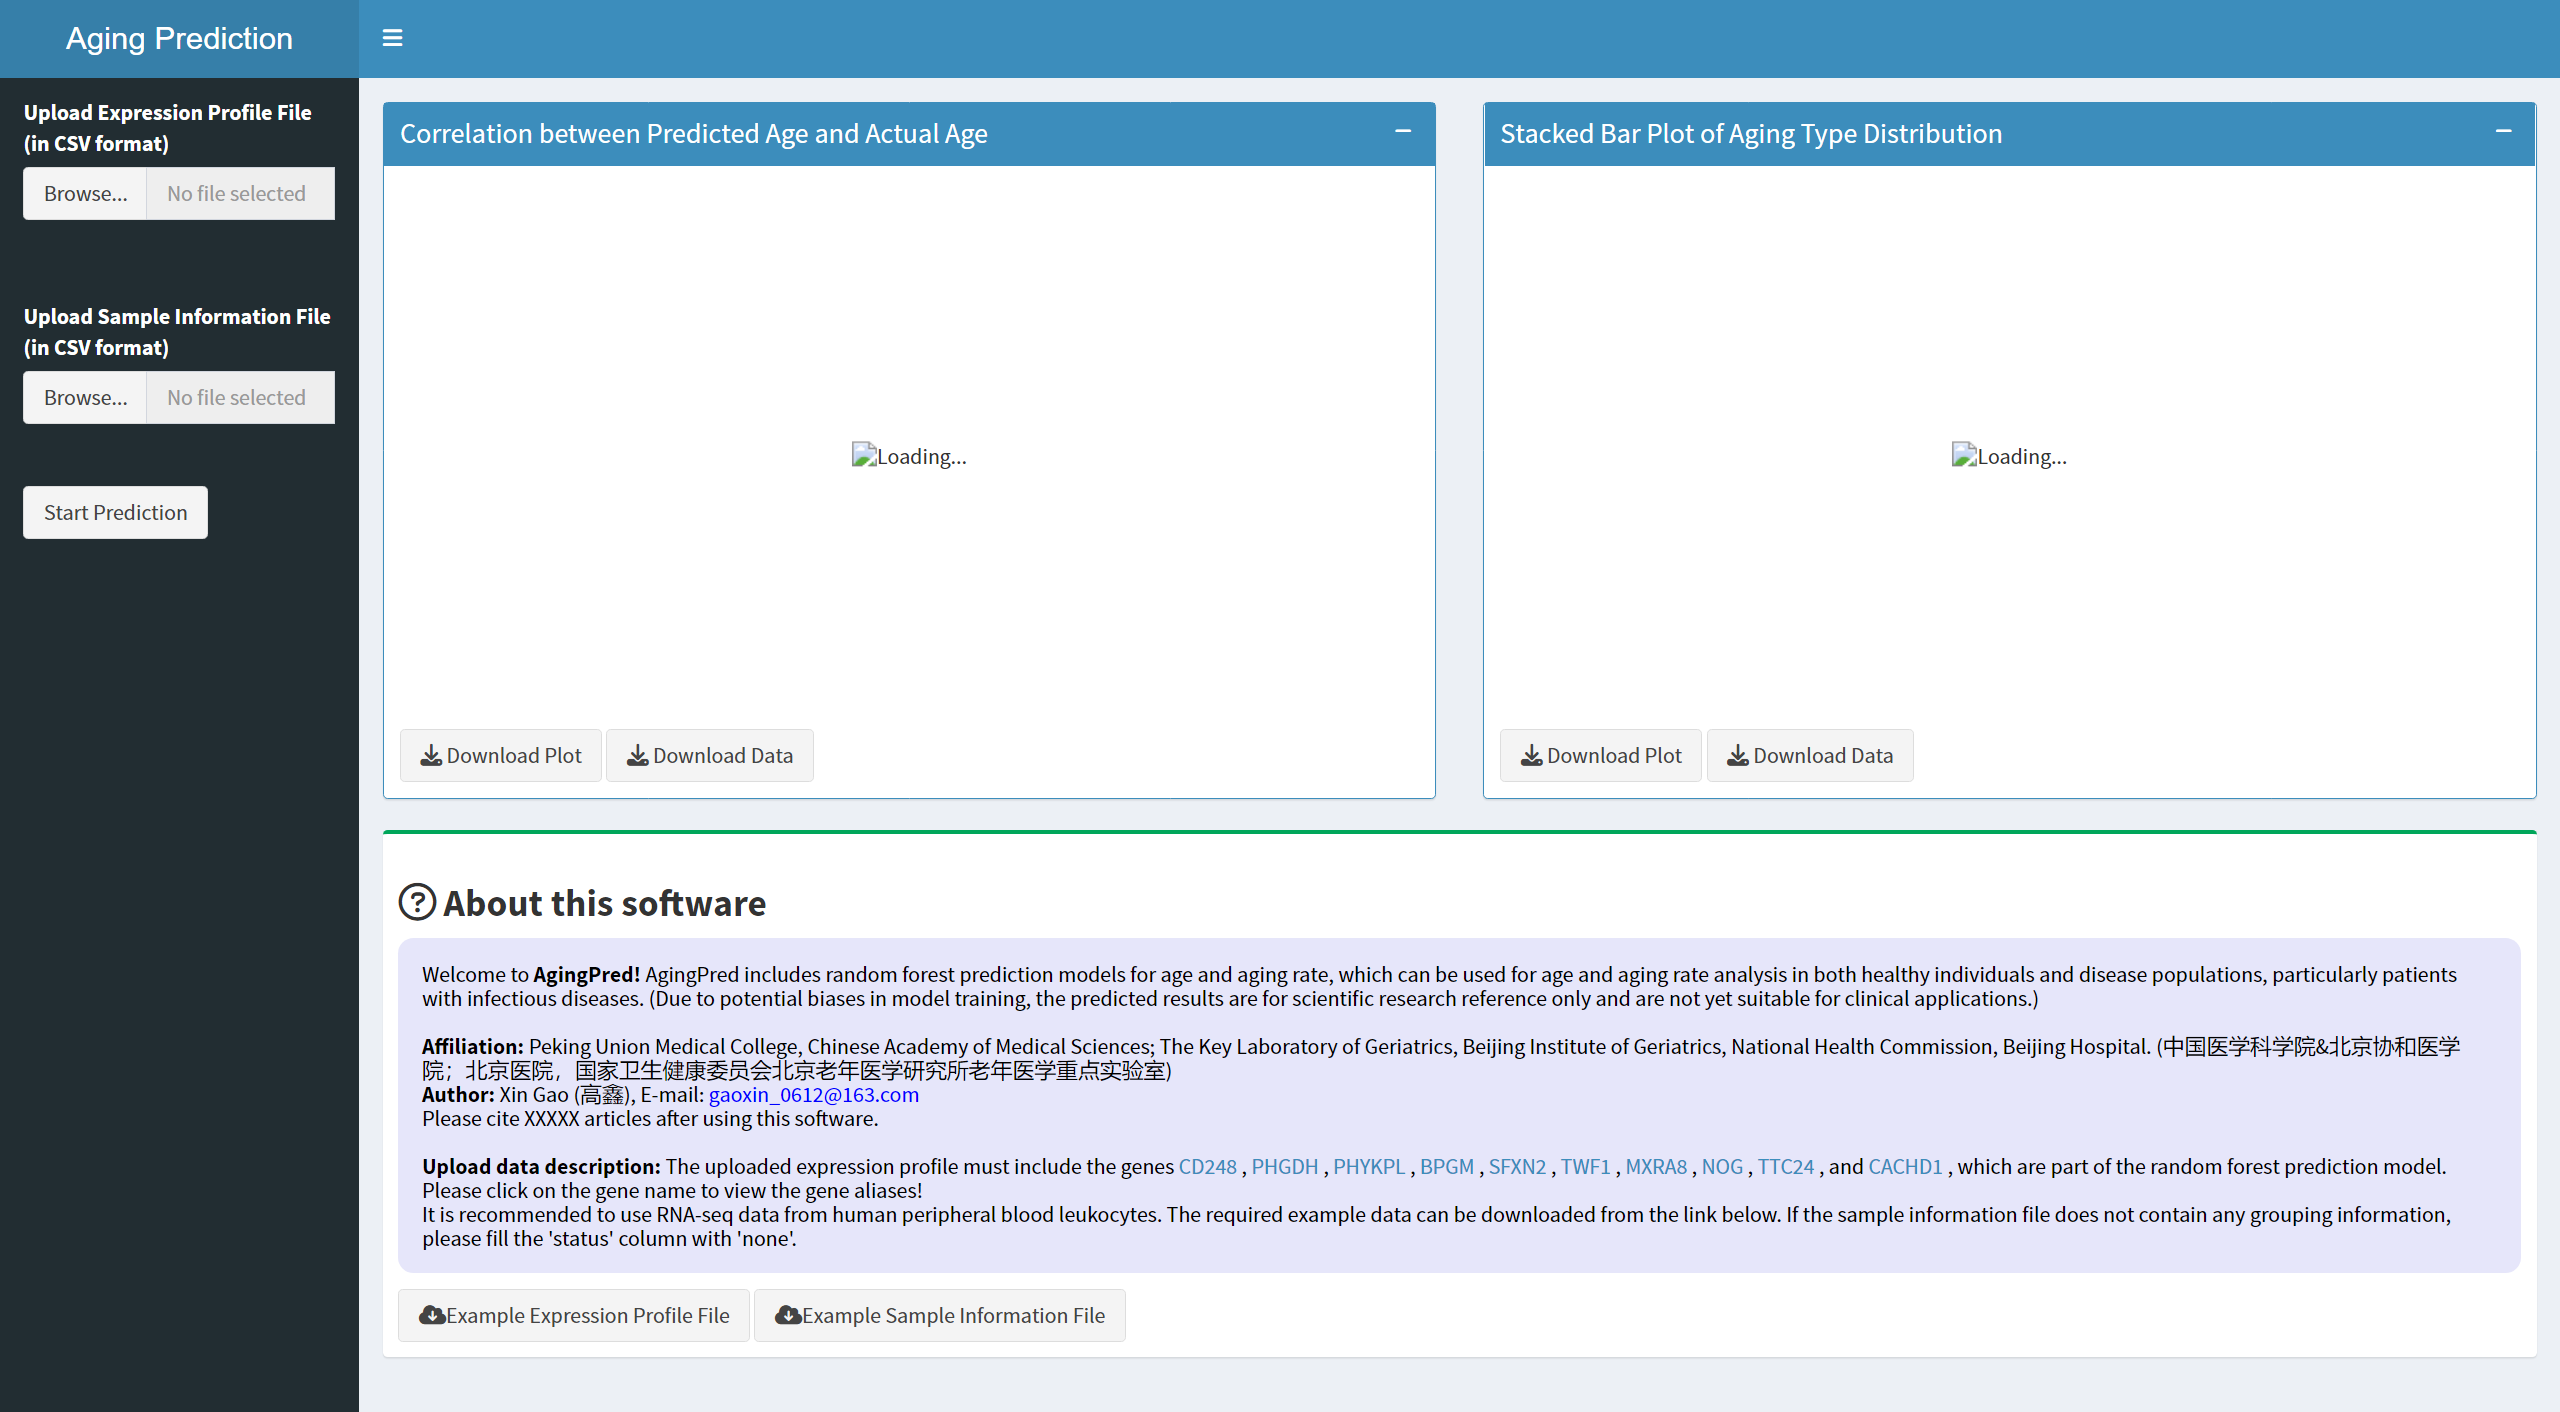 Aging Prediction
Upload Expression Profile File
(in CSV format)
Browse...
No file selected
Upload Sample Information File
(in CSV format)
Browse...
No file selected
Start Prediction
Correlation between Predicted Age and Actual Age
Loading...
Download Plot
Download Data
Stacked Bar Plot of Aging Type Distribution
Loading...
Download Plot
Download Data
About this software
Welcome to AgingPred! AgingPred includes random forest prediction models for age and aging rate, which can be used for age and aging rate analysis in both healthy individuals and disease populations, particularly patients
with infectious diseases. (Due to potential biases in model training, the predicted results are for scientific research reference only and are not yet suitable for clinical applications.)
Affiliation: Peking Union Medical College, Chinese Academy of Medical Sciences; The Key Laboratory of Geriatrics, Beijing Institute of Geriatrics, National Health Commission, Beijing Hospital. (中国医学科学院&北京协和医学
院；北京医院，国家卫生健康委员会北京老年医学研究所老年医学重点实验室)
Author: Xin Gao (高鑫), E-mail: gaoxin_0612@163.com
Please cite XXXXX articles after using this software.
Upload data description: The uploaded expression profile must include the genes CD248 , PHGDH , PHYKPL , BPGM , SFXN2 , TWF1 , MXRA8 , NOG , TTC24 , and CACHD1 , which are part of the random forest prediction model.
Please click on the gene name to view the gene aliases!
It is recommended to use RNA-seq data from human peripheral blood leukocytes. The required example data can be downloaded from the link below. If the sample information file does not contain any grouping information,
please fill the 'status' column with 'none'.
Example Expression Profile File
Example Sample Information File